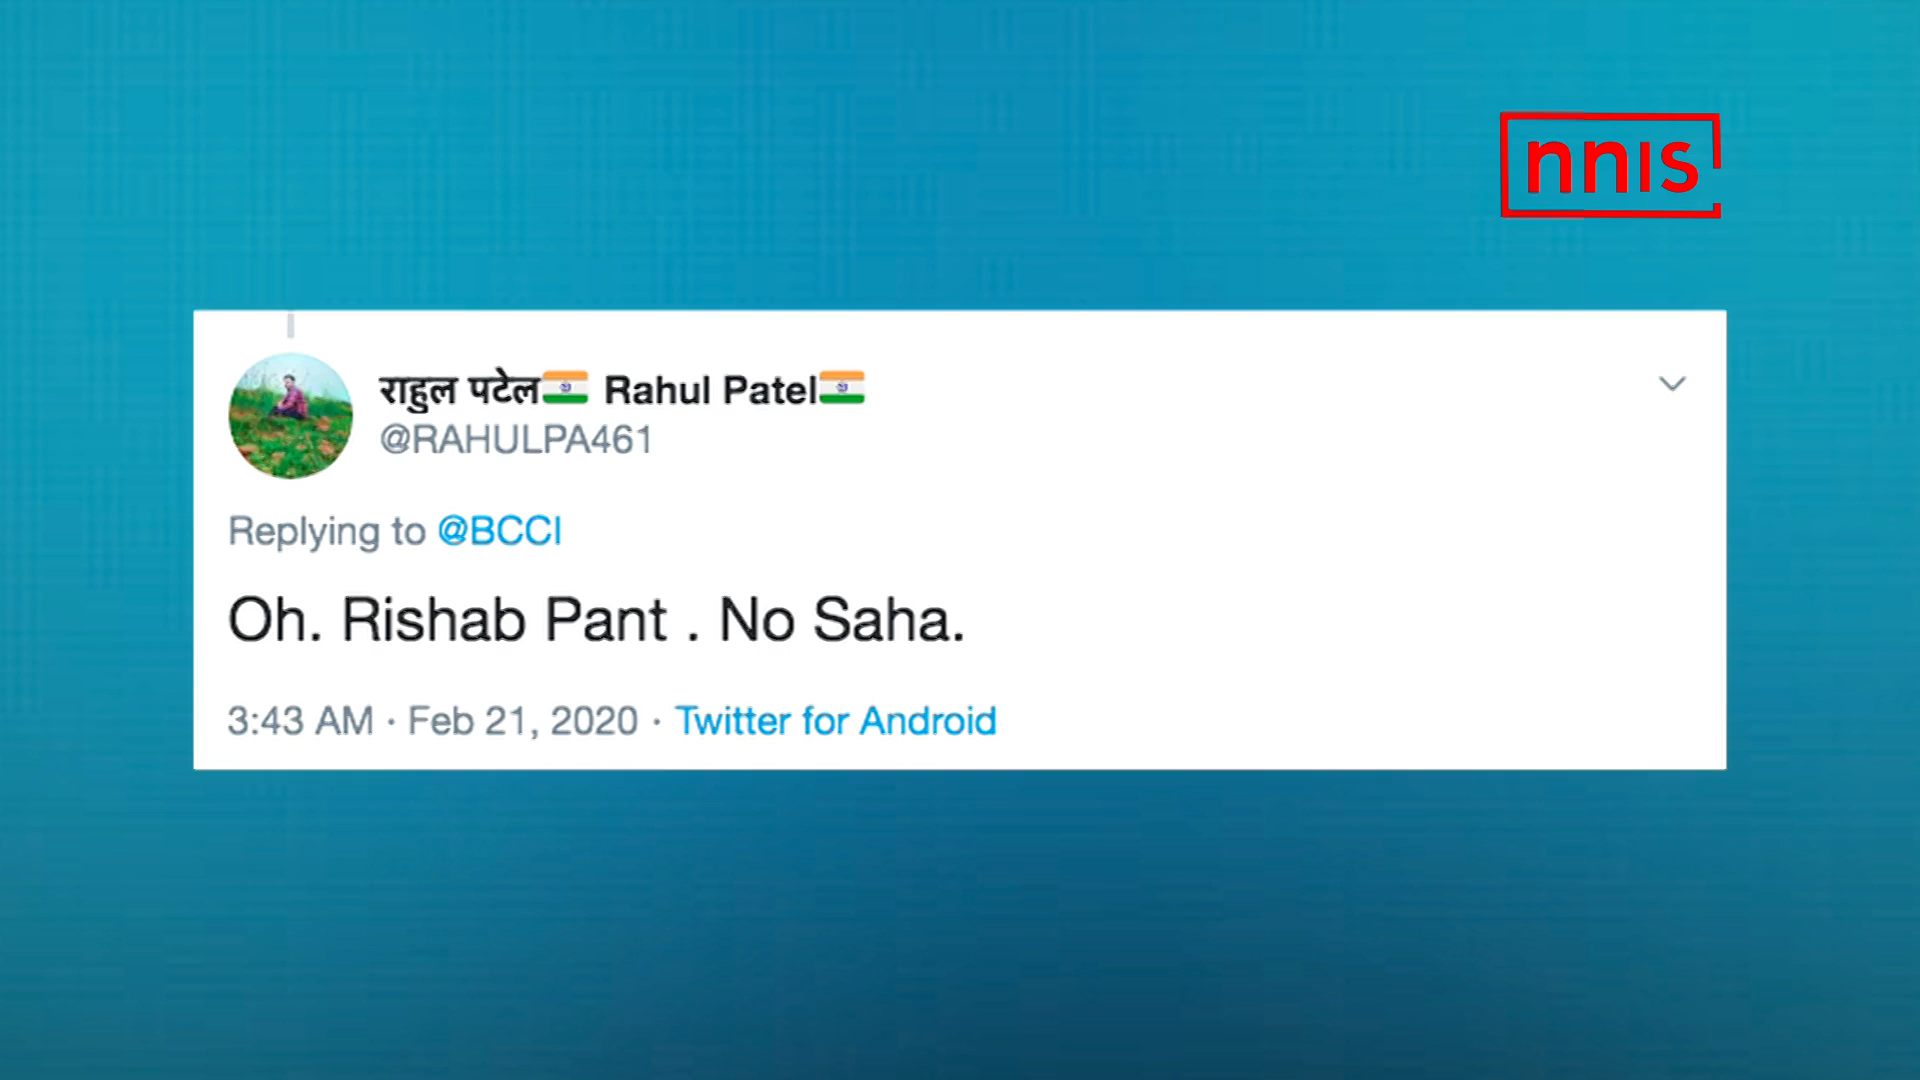 nnis
राहुल पटेल🇮🇳 Rahul Patel🇮🇳
@RAHULPA461
Replying to @BCCI
Oh. Rishab Pant . No Saha.
3:43 AM · Feb 21, 2020 · Twitter for Android